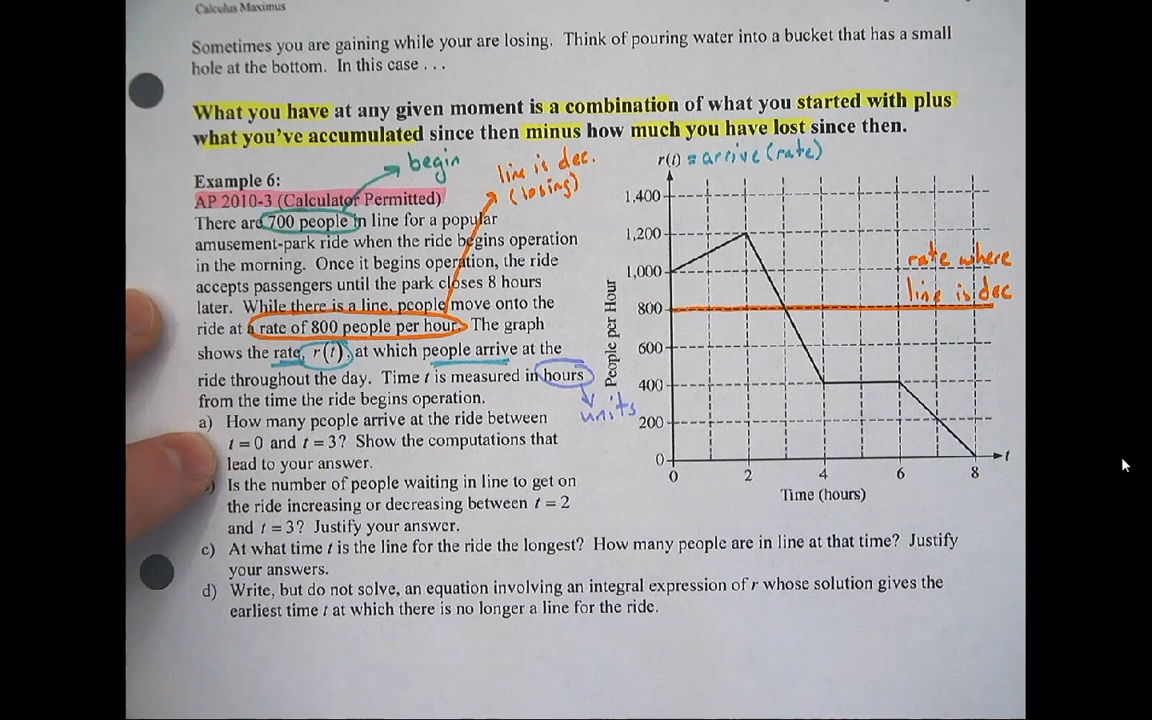 Calculus Maximus
Sometimes you are gaining while your are losing. Think of pouring water into a bucket that has a small
hole at the bottom. In this case . . .
What you have at any given moment is a combination of what you started with plus
what you've accumulated since then minus how much you have lost since then.
begin
line is dec.
(losing)
r(t) = arrive (rate)
Example 6:
AP 2010-3 (Calculator Permitted)
There are 700 people in line for a popular
amusement-park ride when the ride begins operation
in the morning. Once it begins operation, the ride
accepts passengers until the park closes 8 hours
later. While there is a line, people move onto the
ride at a rate of 800 people per hour. The graph
shows the rate, r(t), at which people arrive at the
ride throughout the day. Time t is measured in hours
from the time the ride begins operation.
units
a) How many people arrive at the ride between
t = 0 and t = 3? Show the computations that
lead to your answer.
) Is the number of people waiting in line to get on
the ride increasing or decreasing between t = 2
and t = 3? Justify your answer.
1,400
1,200
1,000
800
600
400
200
0
People per Hour
rate where
line is dec
0 2 4 6 8 t
Time (hours)
c) At what time t is the line for the ride the longest? How many people are in line at that time? Justify
your answers.
d) Write, but do not solve, an equation involving an integral expression of r whose solution gives the
earliest time t at which there is no longer a line for the ride.